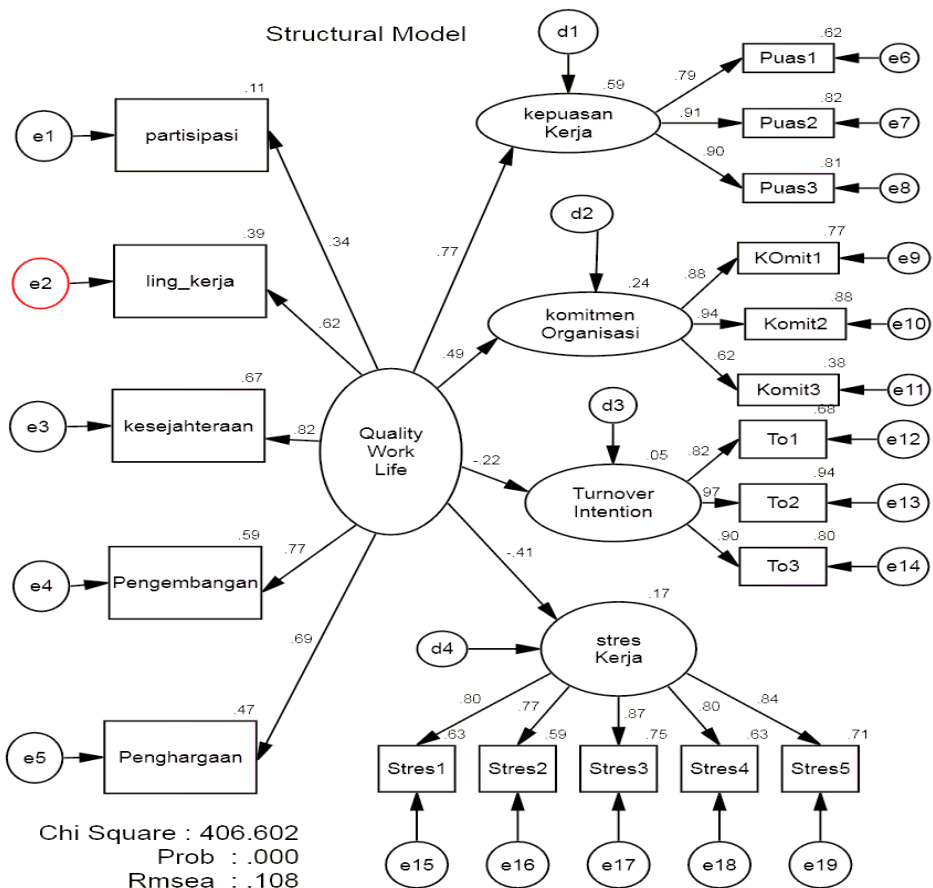 Structural Model
d1
.62
Puas1
e6
.79
.59
kepuasan
Kerja
.82
.91
Puas2
e7
.90
.81
Puas3
e8
.11
e1
partisipasi
.34
.77
d2
.77
KOmit1
e9
.88
.24
komitmen
Organisasi
.88
.94
Komit2
e10
.62
.38
Komit3
e11
.39
e2
ling_kerja
.62
.49
.67
e3
kesejahteraan
.82
Quality
Work
Life
-.22
d3
.68
To1
e12
.82
.05
Turnover
Intention
.94
.97
To2
e13
.90
.80
To3
e14
.59
e4
Pengembangan
.77
-.41
.17
d4
stres
Kerja
.69
.47
e5
Penghargaan
.80
.77
.87
.80
.84
.63
.59
.75
.63
.71
Stres1
Stres2
Stres3
Stres4
Stres5
e15
e16
e17
e18
e19
Chi Square : 406.602
Prob : .000
Rmsea : .108